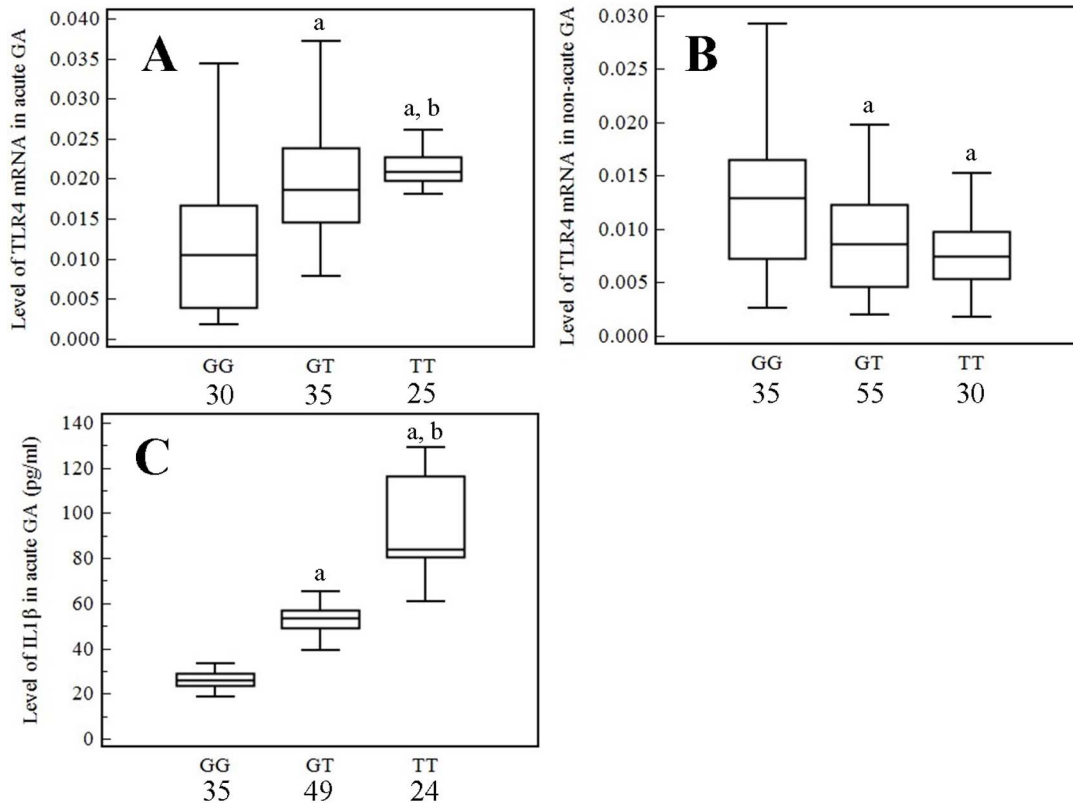 A
Level of TLR4 mRNA in acute GA
0.040
0.035
0.030
0.025
0.020
0.015
0.010
0.005
0.000
a
a, b
GG GT TT
30 35 25
B
Level of TLR4 mRNA in non-acute GA
0.030
0.025
0.020
0.015
0.010
0.005
0.000
a
a
GG GT TT
35 55 30
C
Level of IL1β in acute GA (pg/ml)
140
120
100
80
60
40
20
0
a, b
a
GG GT TT
35 49 24